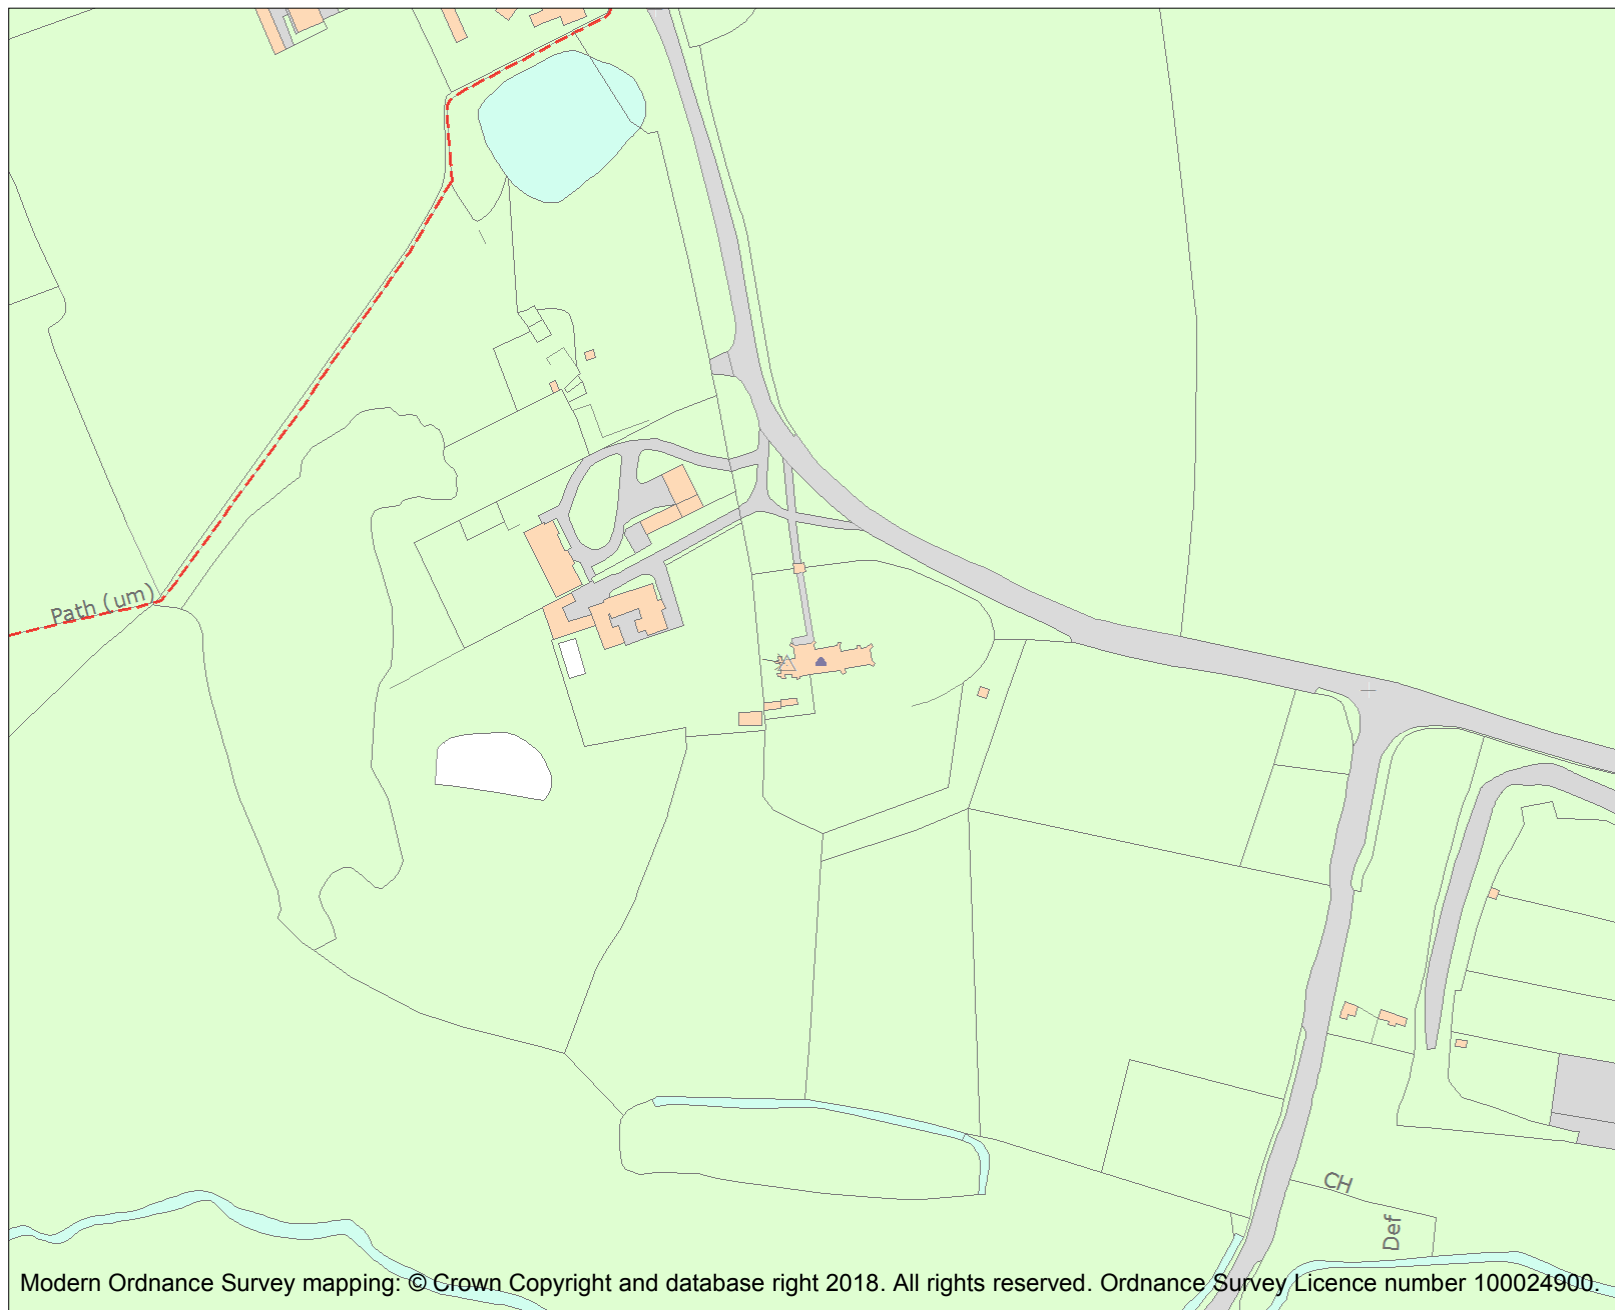 Path (um)
CH
Def
Modern Ordnance Survey mapping: © Crown Copyright and database right 2018. All rights reserved. Ordnance Survey Licence number 100024900.